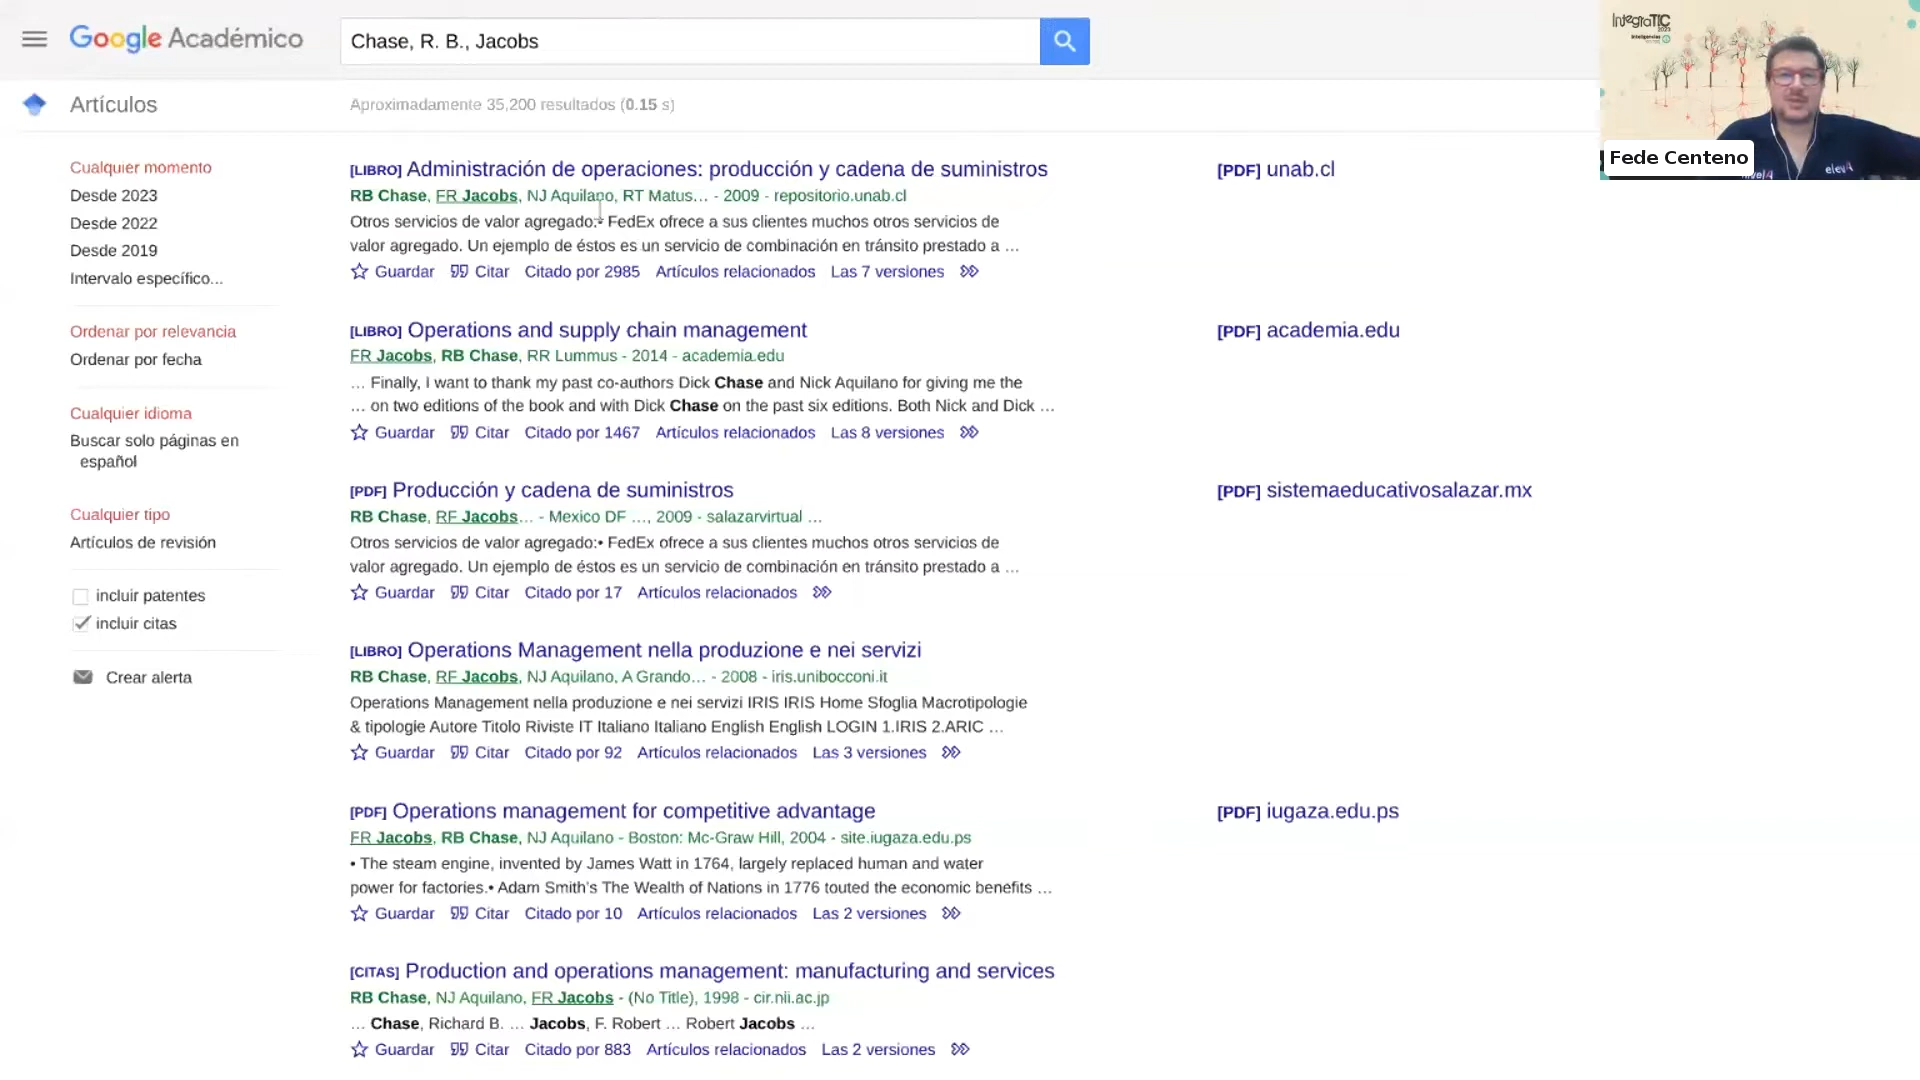 Google Académico
Chase, R. B., Jacobs
Artículos
Aproximadamente 35,200 resultados (0.15 s)
Cualquier momento
Desde 2023
Desde 2022
Desde 2019
Intervalo específico...
Ordenar por relevancia
Ordenar por fecha
Cualquier idioma
Buscar solo páginas en
español
Cualquier tipo
Artículos de revisión
incluir patentes
incluir citas
Crear alerta
[LIBRO] Administración de operaciones: producción y cadena de suministros
RB Chase, FR Jacobs, NJ Aquilano, RT Matus… - 2009 - repositorio.unab.cl
Otros servicios de valor agregado:• FedEx ofrece a sus clientes muchos otros servicios de
valor agregado. Un ejemplo de éstos es un servicio de combinación en tránsito prestado a …
Guardar Citar Citado por 2985 Artículos relacionados Las 7 versiones
[PDF] unab.cl
[LIBRO] Operations and supply chain management
FR Jacobs, RB Chase, RR Lummus - 2014 - academia.edu
… Finally, I want to thank my past co-authors Dick Chase and Nick Aquilano for giving me the
… on two editions of the book and with Dick Chase on the past six editions. Both Nick and Dick …
Guardar Citar Citado por 1467 Artículos relacionados Las 8 versiones
[PDF] academia.edu
[PDF] Producción y cadena de suministros
RB Chase, RF Jacobs… - Mexico DF …, 2009 - salazarvirtual …
Otros servicios de valor agregado:• FedEx ofrece a sus clientes muchos otros servicios de
valor agregado. Un ejemplo de éstos es un servicio de combinación en tránsito prestado a …
Guardar Citar Citado por 17 Artículos relacionados
[PDF] sistemaeducativosalazar.mx
[LIBRO] Operations Management nella produzione e nei servizi
RB Chase, RF Jacobs, NJ Aquilano, A Grando… - 2008 - iris.unibocconi.it
Operations Management nella produzione e nei servizi IRIS IRIS Home Sfoglia Macrotipologie
& tipologie Autore Titolo Riviste IT Italiano Italiano English English LOGIN 1.IRIS 2.ARIC …
Guardar Citar Citado por 92 Artículos relacionados Las 3 versiones
[PDF] Operations management for competitive advantage
FR Jacobs, RB Chase, NJ Aquilano - Boston: Mc-Graw Hill, 2004 - site.iugaza.edu.ps
• The steam engine, invented by James Watt in 1764, largely replaced human and water
power for factories.• Adam Smith's The Wealth of Nations in 1776 touted the economic benefits …
Guardar Citar Citado por 10 Artículos relacionados Las 2 versiones
[PDF] iugaza.edu.ps
[CITAS] Production and operations management: manufacturing and services
RB Chase, NJ Aquilano, FR Jacobs - (No Title), 1998 - cir.nii.ac.jp
… Chase, Richard B. … Jacobs, F. Robert … Robert Jacobs …
Guardar Citar Citado por 883 Artículos relacionados Las 2 versiones
IntegraTIC
2023
Fede Centeno
elevA